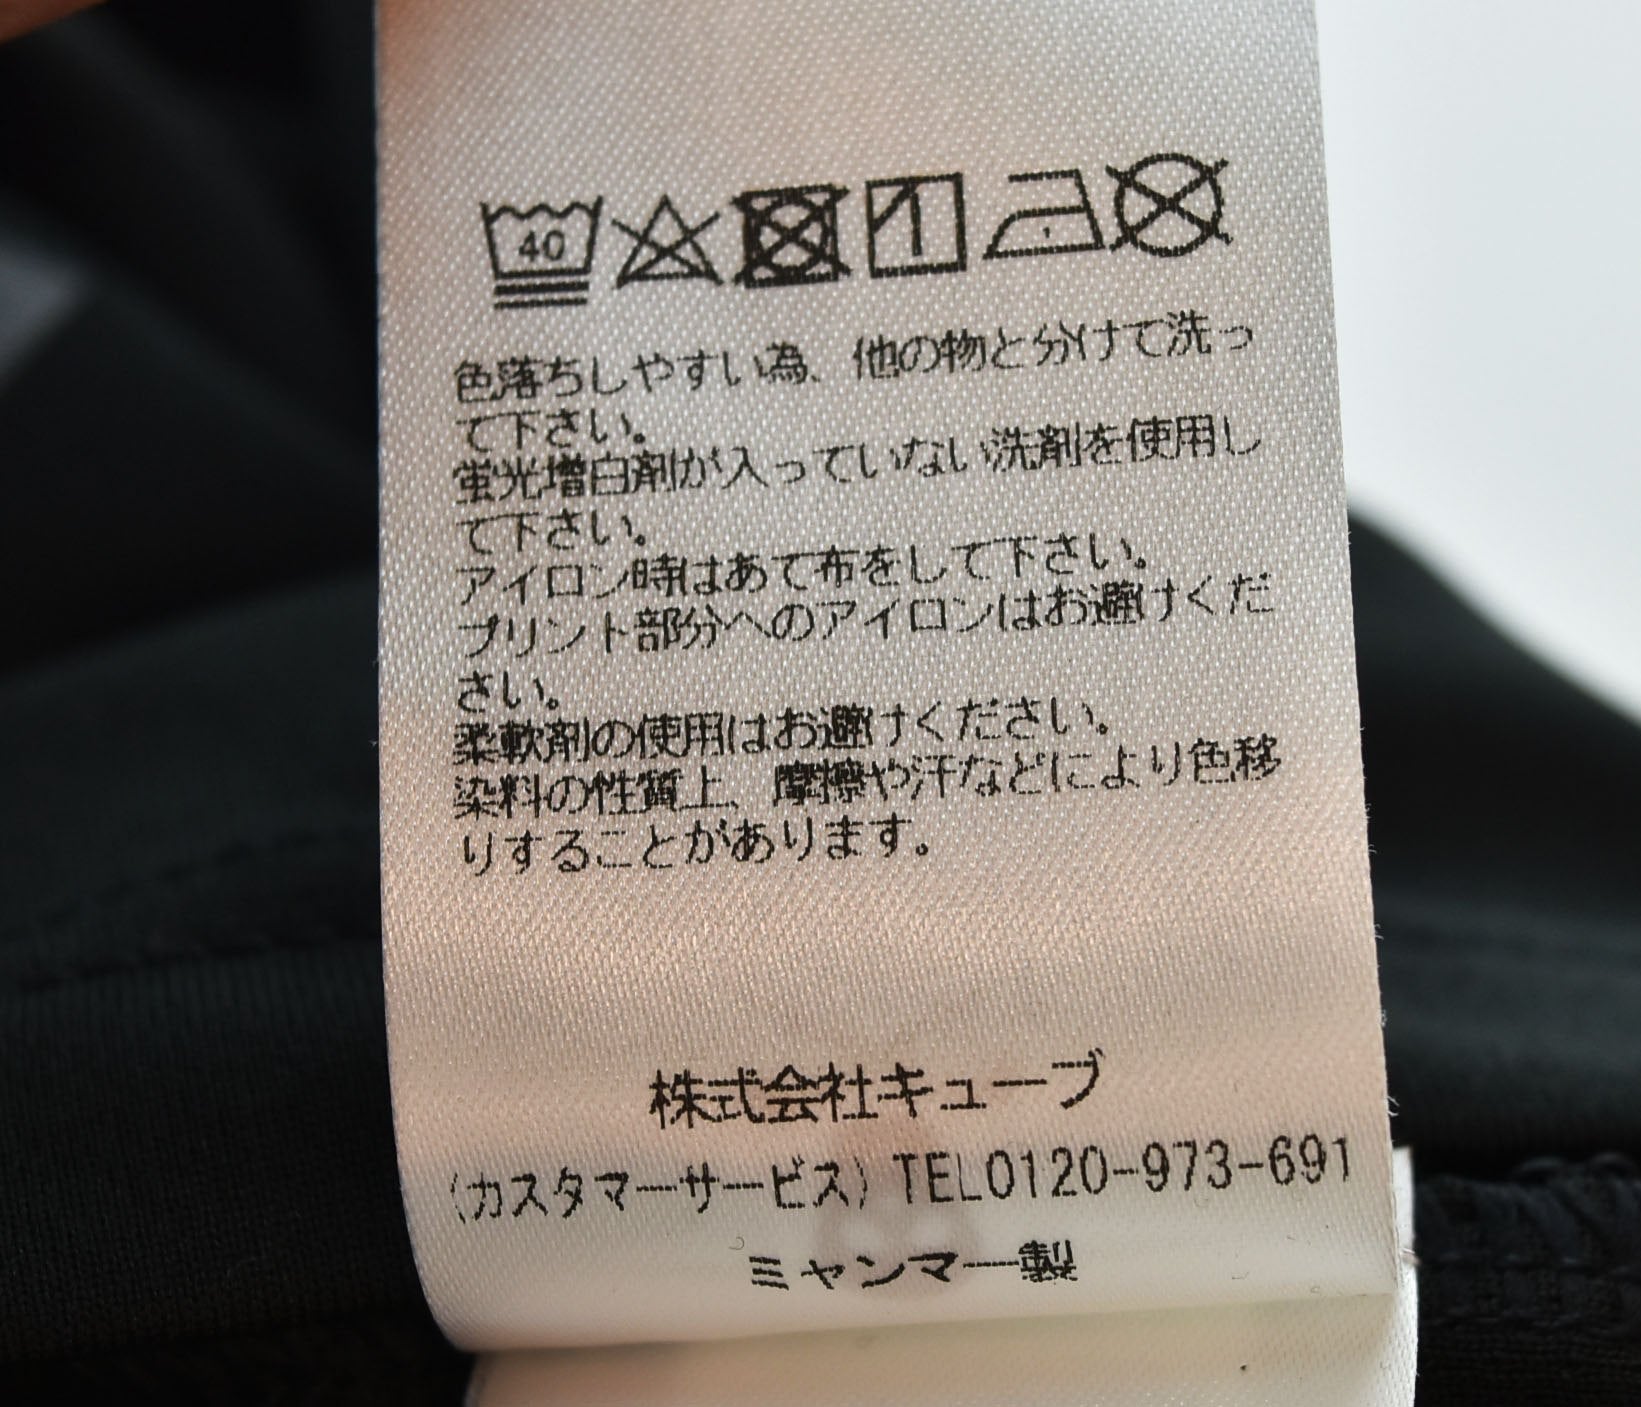 40
色落ちしやすい為、他の物と分けて洗っ
て下さい。
蛍光増白剤が入っていない洗剤を使用し
て下さい。
アイロン時はあて布をして下さい。
プリント部分へのアイロンはお避けくだ
さい。
柔軟剤の使用はお避けください。
染料の性質上、摩擦や汗などにより色移
りすることがあります。
株式会社キューブ
(カスタマーサービス) TEL0120-973-691
ミャンマー製